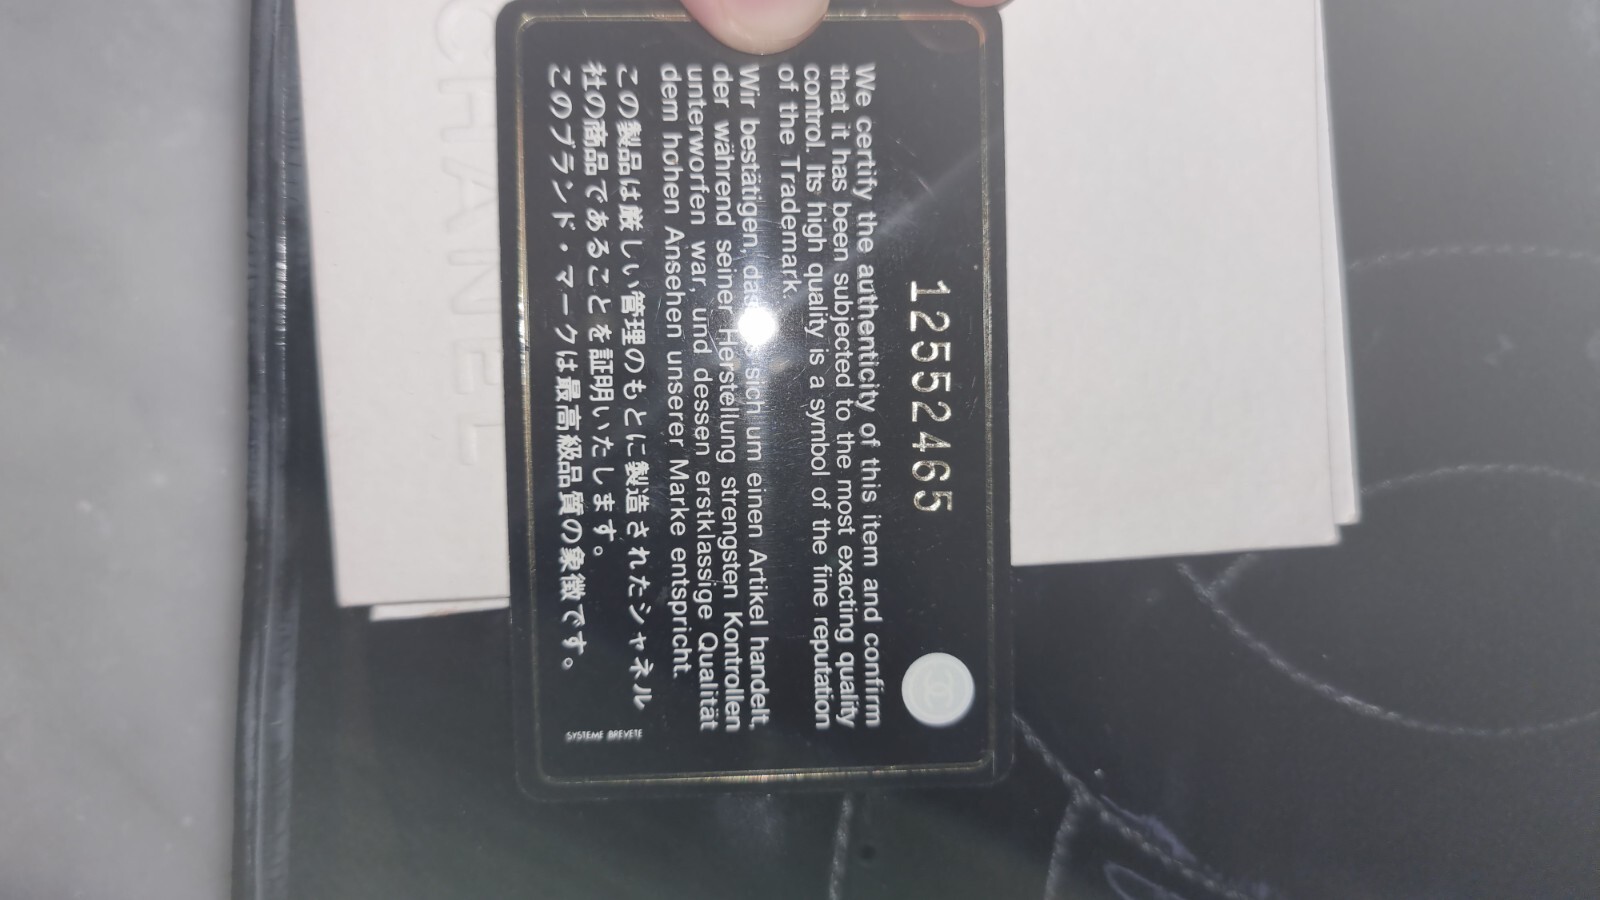 CHANEL
12552465
We certify the authenticity of this item and confirm
that it has been subjected to the most exacting quality
control. Its high quality is a symbol of the fine reputation
of the Trademark.
Wir bestätigen, sich um einen Artikel handelt,
der während seiner Herstellung strengsten Kontrollen
unterworfen war, und dessen erstklassige Qualität
dem hohen Ansehen unserer Marke entspricht.
この製品は厳しい管理のもとに製造されたシャネル
社の商品であることを証明いたします。
このブランド・マークは最高級品質の象徴です。
SYSTEME BREVETE